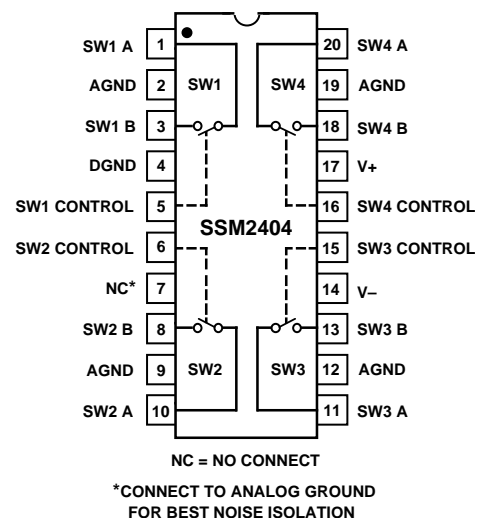 SW1 A 1 20 SW4 A
AGND 2 SW1 SW4 19 AGND
SW1 B 3 18 SW4 B
DGND 4 17 V+
SW1 CONTROL 5 16 SW4 CONTROL
SSM2404
SW2 CONTROL 6 15 SW3 CONTROL
NC* 7 14 V–
SW2 B 8 13 SW3 B
AGND 9 SW2 SW3 12 AGND
SW2 A 10 11 SW3 A
NC = NO CONNECT
*CONNECT TO ANALOG GROUND
FOR BEST NOISE ISOLATION